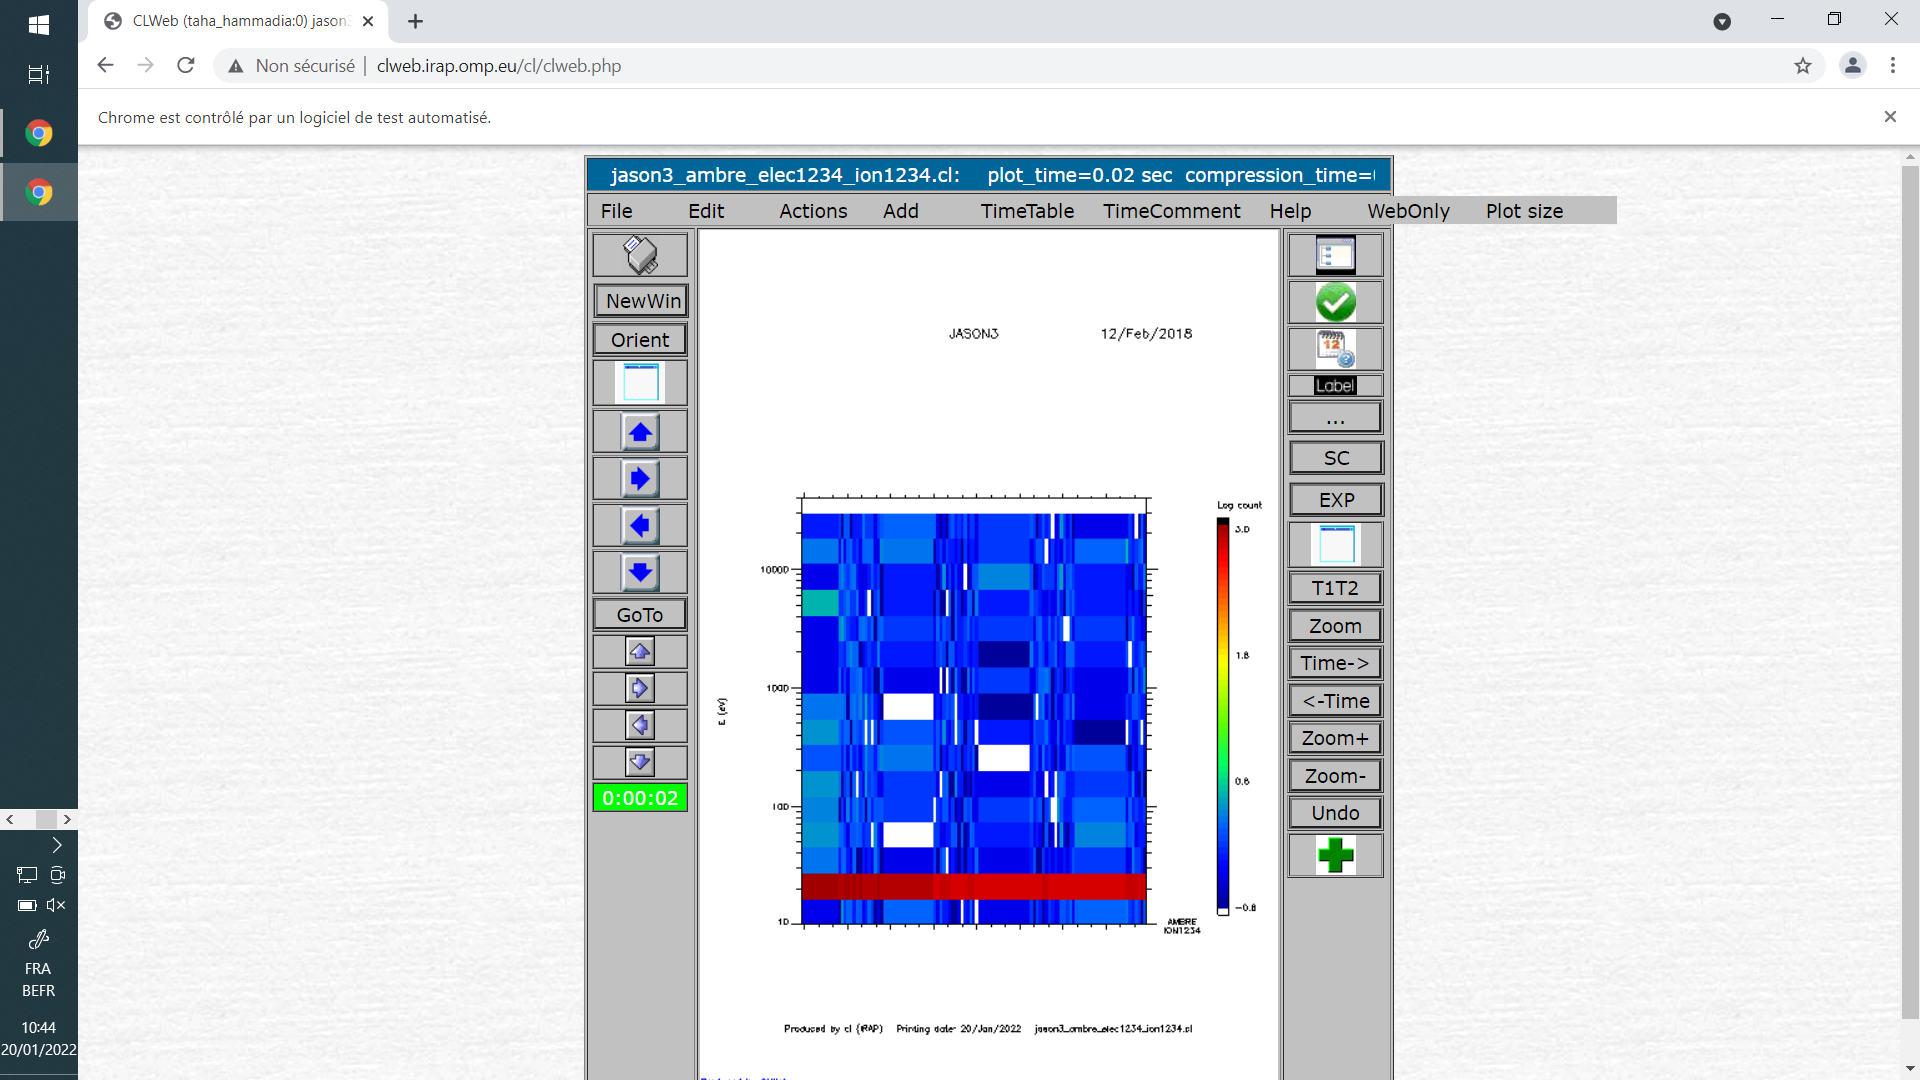 CLWeb (taha_hammadia:0) jason3
Non sécurisé | clweb.irap.omp.eu/cl/clweb.php
Chrome est contrôlé par un logiciel de test automatisé.
jason3_ambre_elec1234_ion1234.cl: plot_time=0.02 sec compression_time=
File Edit Actions Add TimeTable TimeComment Help WebOnly Plot size
NewWin
Orient
GoTo
0:00:02
JASON3 12/Feb/2018
Log count
3.0
1.8
0.6
-0.6
10000
1000
100
10
E (eV)
AMBRE
ION1234
Produced by cl (IRAP) Printing date: 20/Jan/2022 jason3_ambre_elec1234_ion1234.cl
12
Label
...
SC
EXP
T1T2
Zoom
Time->
<-Time
Zoom+
Zoom-
Undo
FRA
BEFR
10:44
20/01/2022